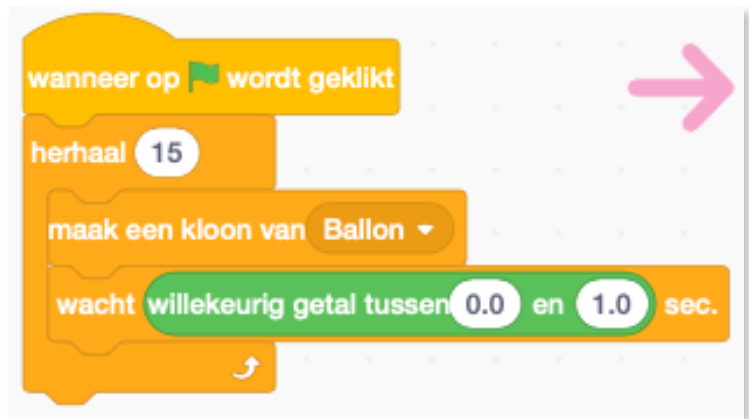 wanneer op wordt geklikt
herhaal 15
maak een kloon van Ballon
wacht willekeurig getal tussen 0.0 en 1.0 sec.